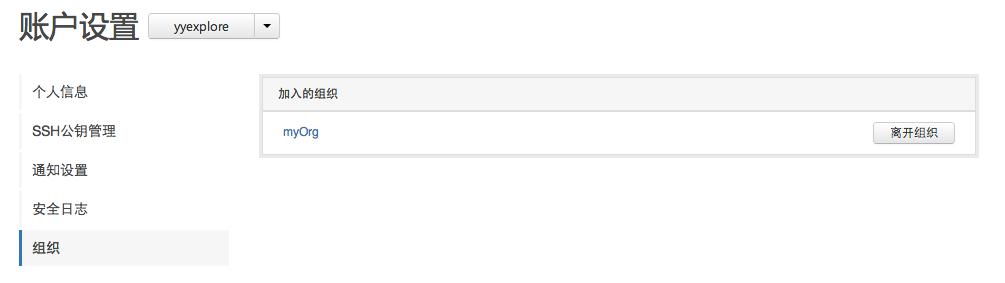 账户设置 yyexplore
个人信息
SSH公钥管理
通知设置
安全日志
组织
加入的组织
myOrg 离开组织